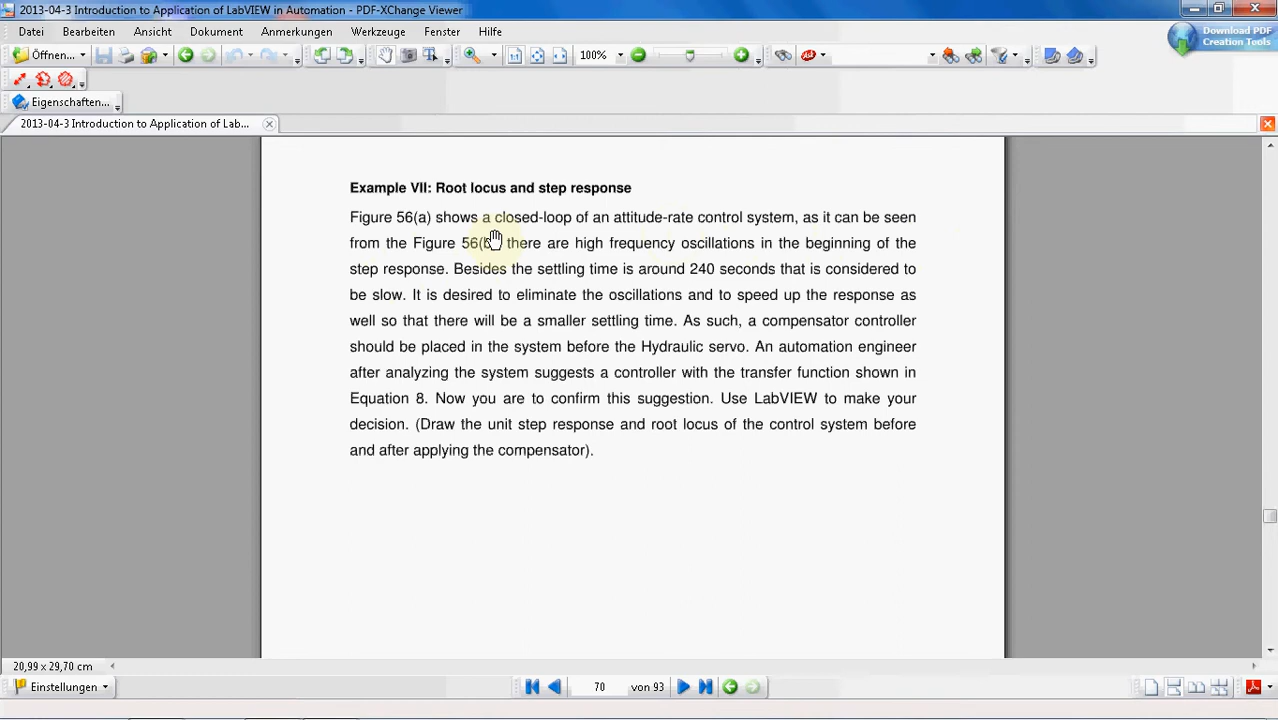 2013-04-3 Introduction to Application of LabVIEW in Automation - PDF-XChange Viewer
Datei Bearbeiten Ansicht Dokument Anmerkungen Werkzeuge Fenster Hilfe
Download PDF
Creation Tools
Öffnen... 100%
Eigenschaften...
2013-04-3 Introduction to Application of Lab...
Example VII: Root locus and step response
Figure 56(a) shows a closed-loop of an attitude-rate control system, as it can be seen
from the Figure 56( there are high frequency oscillations in the beginning of the
step response. Besides the settling time is around 240 seconds that is considered to
be slow. It is desired to eliminate the oscillations and to speed up the response as
well so that there will be a smaller settling time. As such, a compensator controller
should be placed in the system before the Hydraulic servo. An automation engineer
after analyzing the system suggests a controller with the transfer function shown in
Equation 8. Now you are to confirm this suggestion. Use LabVIEW to make your
decision. (Draw the unit step response and root locus of the control system before
and after applying the compensator).
20,99 x 29,70 cm
Einstellungen 70 von 93